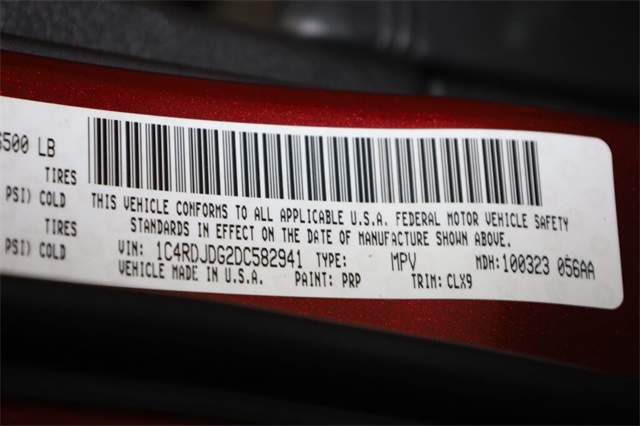 6500 LB
TIRES
PSI) COLD
TIRES
PSI) COLD
THIS VEHICLE CONFORMS TO ALL APPLICABLE U.S.A. FEDERAL MOTOR VEHICLE SAFETY
STANDARDS IN EFFECT ON THE DATE OF MANUFACTURE SHOWN ABOVE.
VIN: 1C4RDJDG2DC582941 TYPE: MPV MDH:100323 056AA
VEHICLE MADE IN U.S.A. PAINT: PRP TRIM: CLX9